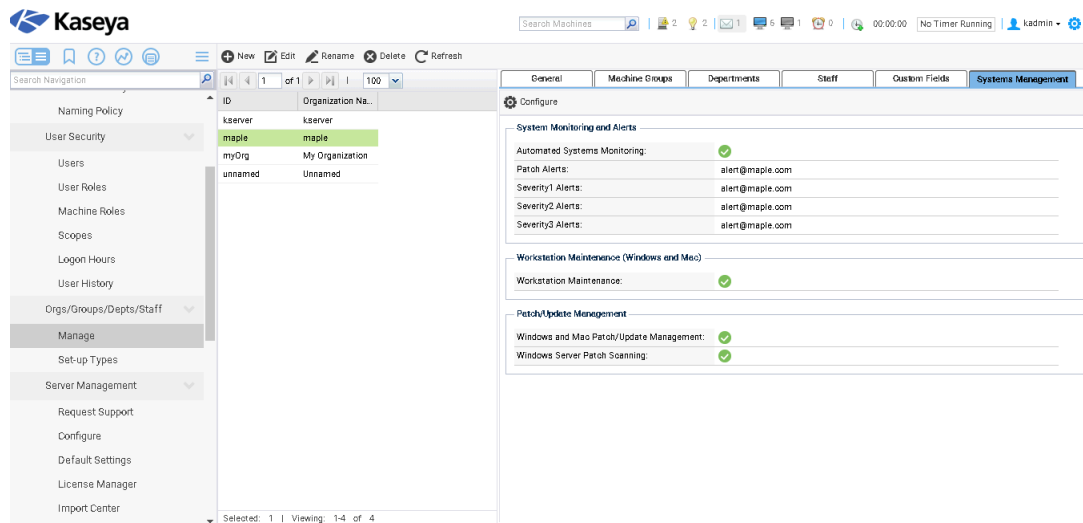 Kaseya
Search Machines
2
2
1
6
1
0
00:00:00
No Timer Running
kadmin
New Edit Rename Delete Refresh
Search Navigation
1 of 1 100
General Machine Groups Departments Staff Custom Fields Systems Management
ID Organization Na...
Configure
kserver kserver
maple maple
myOrg My Organization
unnamed Unnamed
Naming Policy
User Security
Users
User Roles
Machine Roles
Scopes
Logon Hours
User History
Orgs/Groups/Depts/Staff
Manage
Set-up Types
Server Management
Request Support
Configure
Default Settings
License Manager
Import Center
System Monitoring and Alerts
Automated Systems Monitoring:
Patch Alerts: alert@maple.com
Severity1 Alerts: alert@maple.com
Severity2 Alerts: alert@maple.com
Severity3 Alerts: alert@maple.com
Workstation Maintenance (Windows and Mac)
Workstation Maintenance:
Patch/Update Management
Windows and Mac Patch/Update Management:
Windows Server Patch Scanning:
Selected: 1 | Viewing: 1-4 of 4